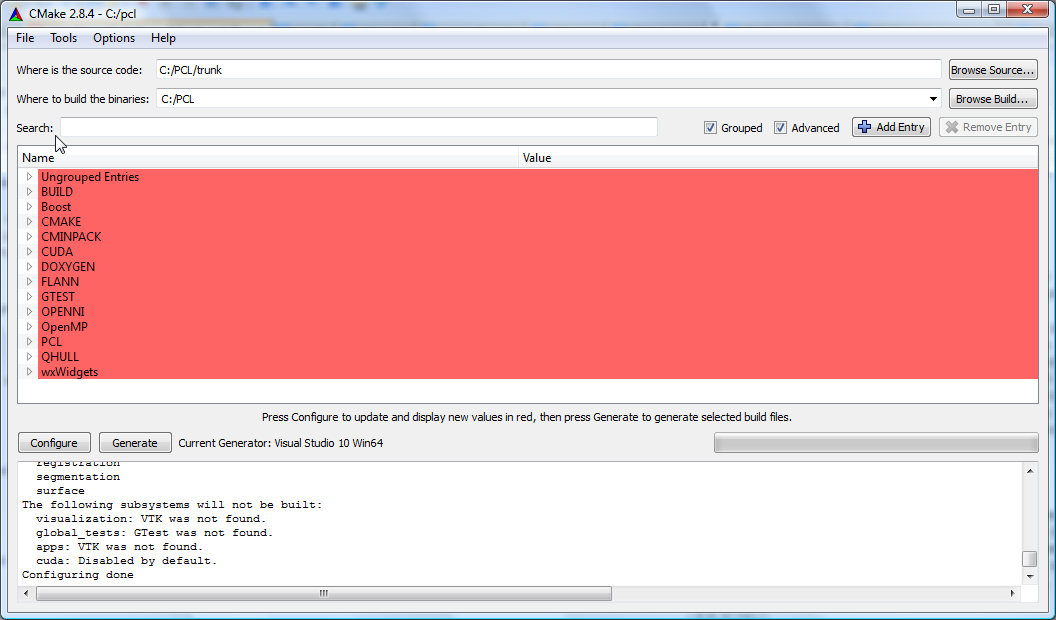 CMake 2.8.4 - C:/pcl
File Tools Options Help
Where is the source code: C:/PCL/trunk Browse Source...
Where to build the binaries: C:/PCL Browse Build...
Search: Grouped Advanced Add Entry Remove Entry
Name Value
Ungrouped Entries
BUILD
Boost
CMAKE
CMINPACK
CUDA
DOXYGEN
FLANN
GTEST
OPENNI
OpenMP
PCL
QHULL
wxWidgets
Press Configure to update and display new values in red, then press Generate to generate selected build files.
Configure Generate Current Generator: Visual Studio 10 Win64
registration
segmentation
surface
The following subsystems will not be built:
visualization: VTK was not found.
global_tests: GTest was not found.
apps: VTK was not found.
cuda: Disabled by default.
Configuring done